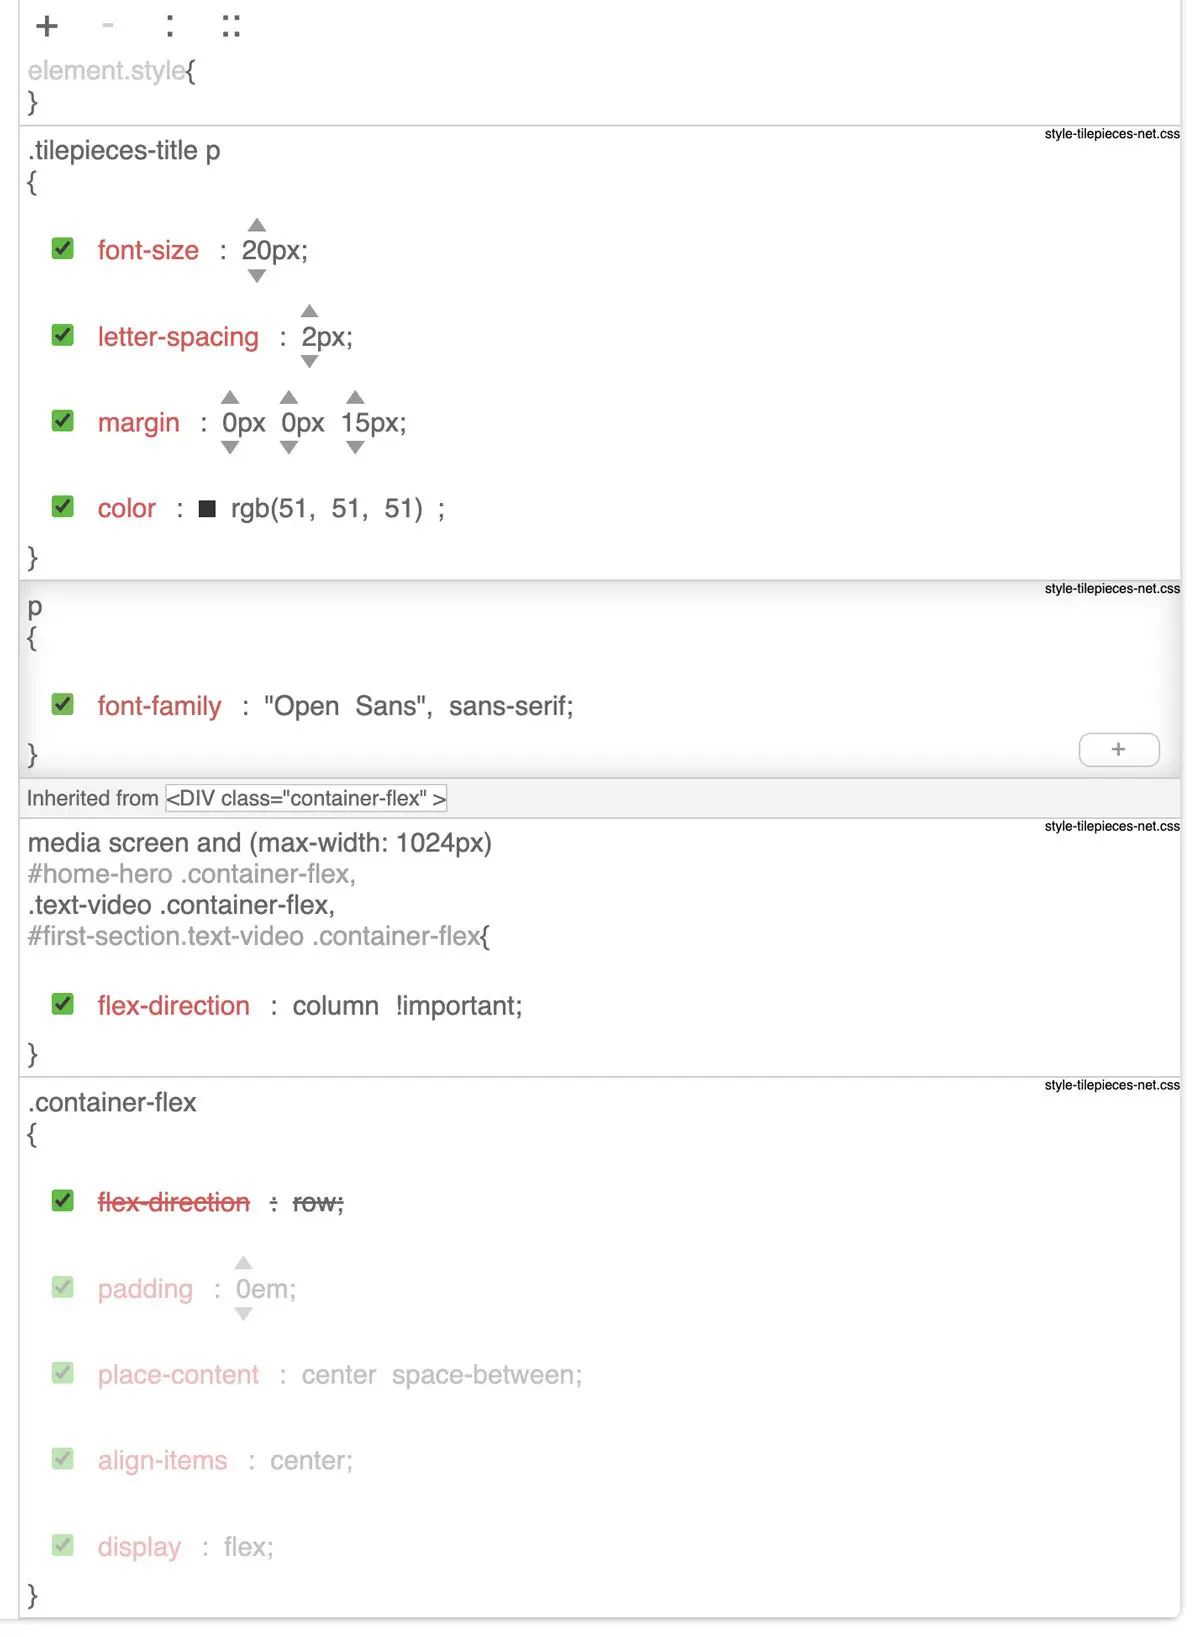 + - : ::
element.style{
}
style-tilepieces-net.css
.tilepieces-title p
{
font-size : 20px;
letter-spacing : 2px;
margin : 0px 0px 15px;
color : rgb(51, 51, 51) ;
}
style-tilepieces-net.css
p
{
font-family : "Open Sans", sans-serif;
}
+
Inherited from <DIV class="container-flex" >
style-tilepieces-net.css
media screen and (max-width: 1024px)
#home-hero .container-flex,
.text-video .container-flex,
#first-section.text-video .container-flex{
flex-direction : column !important;
}
style-tilepieces-net.css
.container-flex
{
flex-direction : row;
padding : 0em;
place-content : center space-between;
align-items : center;
display : flex;
}